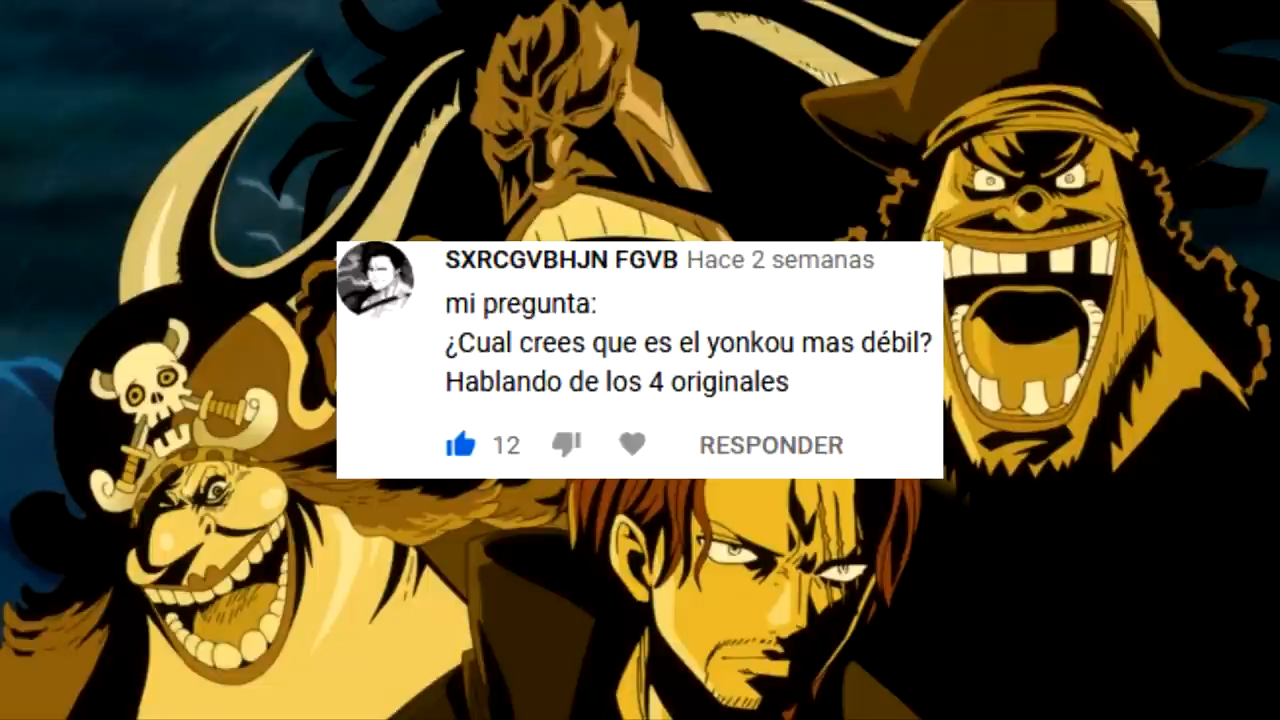 SXRCGVBHJN FGVB Hace 2 semanas
mi pregunta:
¿Cual crees que es el yonkou mas débil?
Hablando de los 4 originales
12 RESPONDER